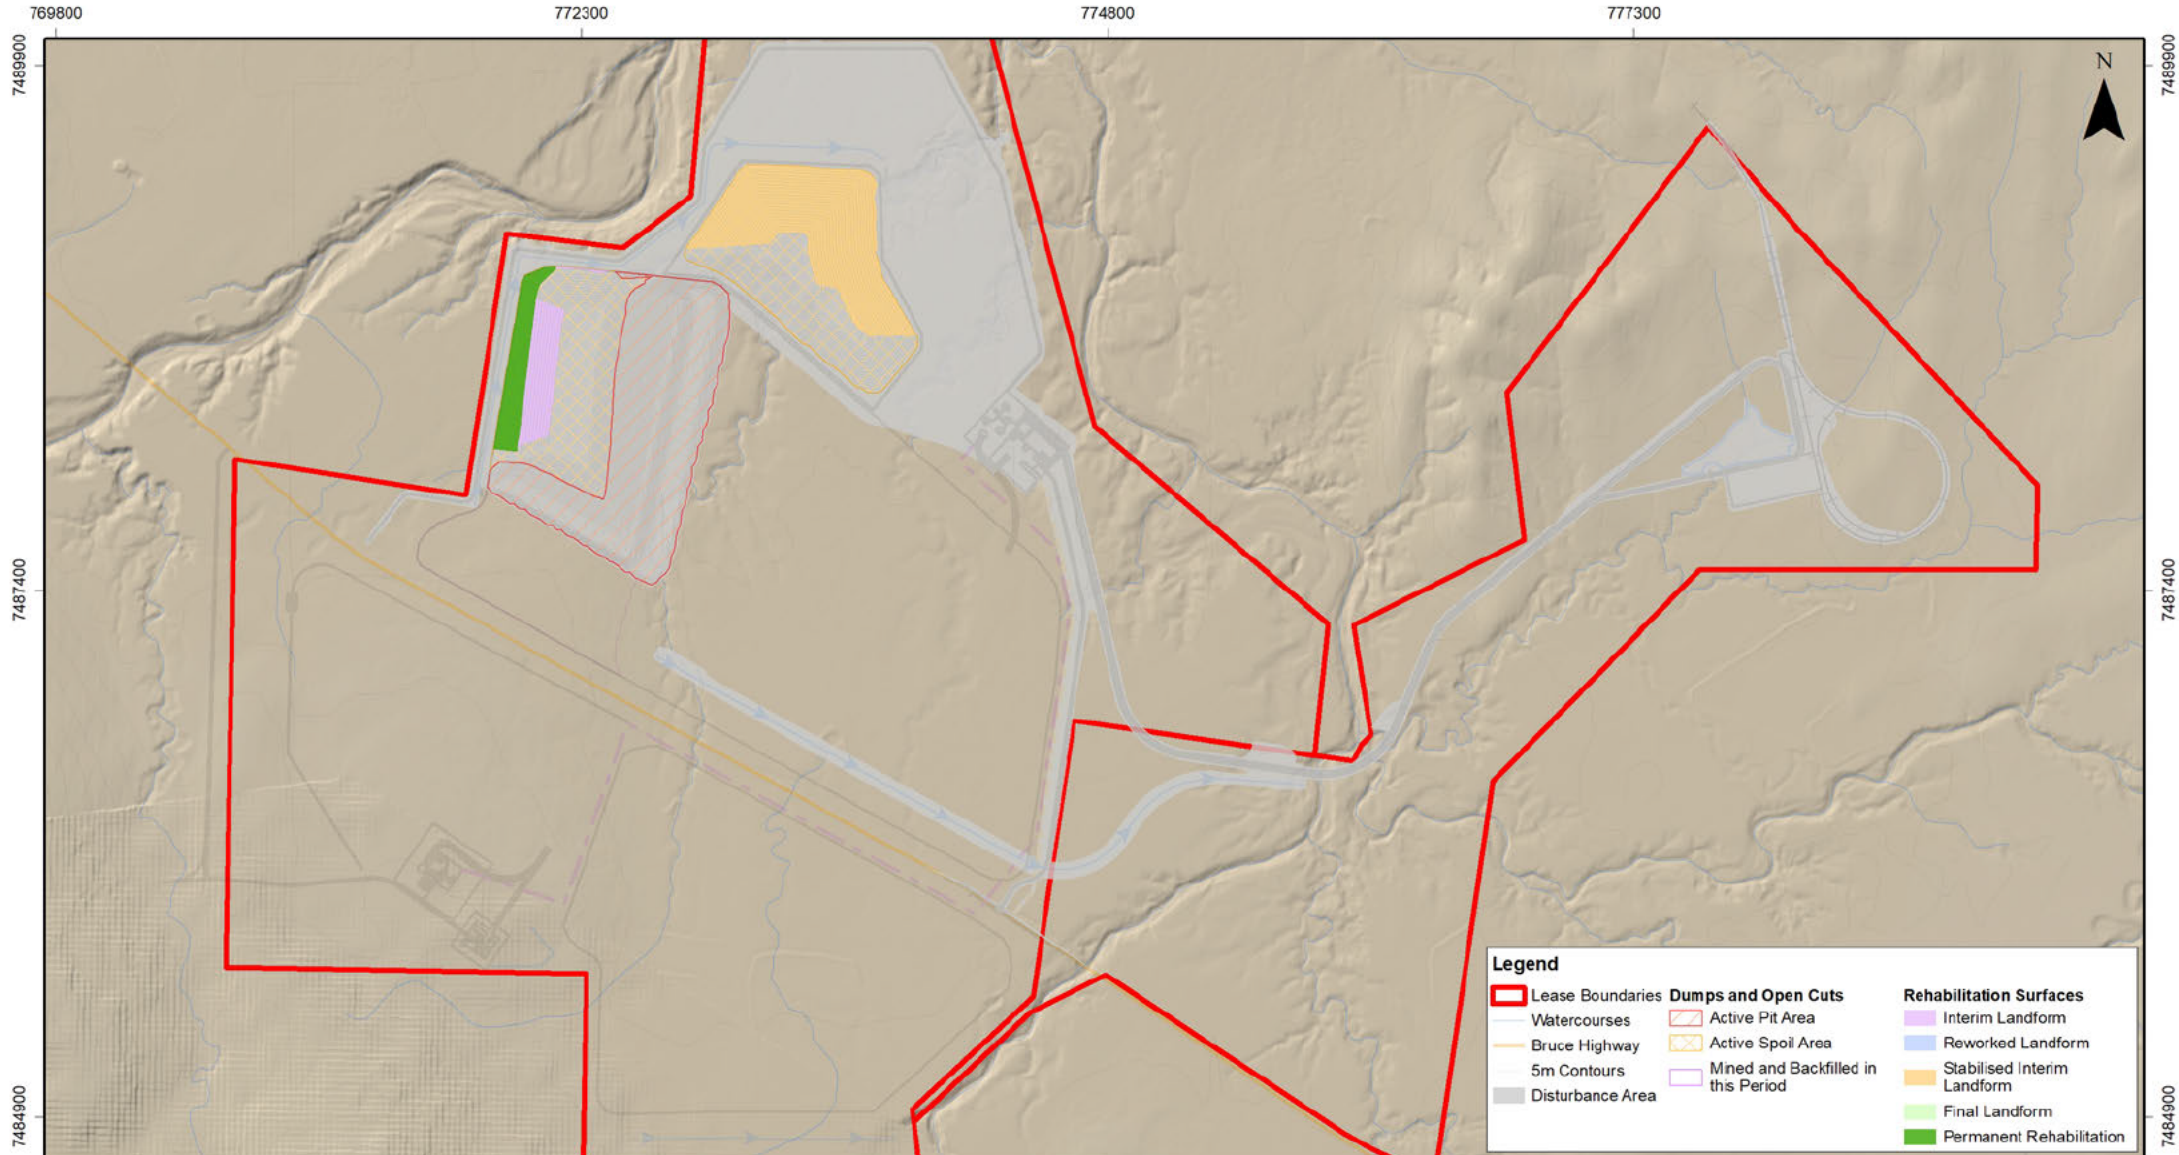 769800 772300 774800 777300
7489900 7489900
N
7487400 7487400
7484900 7484900
Legend
Lease Boundaries
Watercourses
Bruce Highway
5m Contours
Disturbance Area
Dumps and Open Cuts
Active Pit Area
Active Spoil Area
Mined and Backfilled in
this Period
Rehabilitation Surfaces
Interim Landform
Reworked Landform
Stabilised Interim
Landform
Final Landform
Permanent Rehabilitation